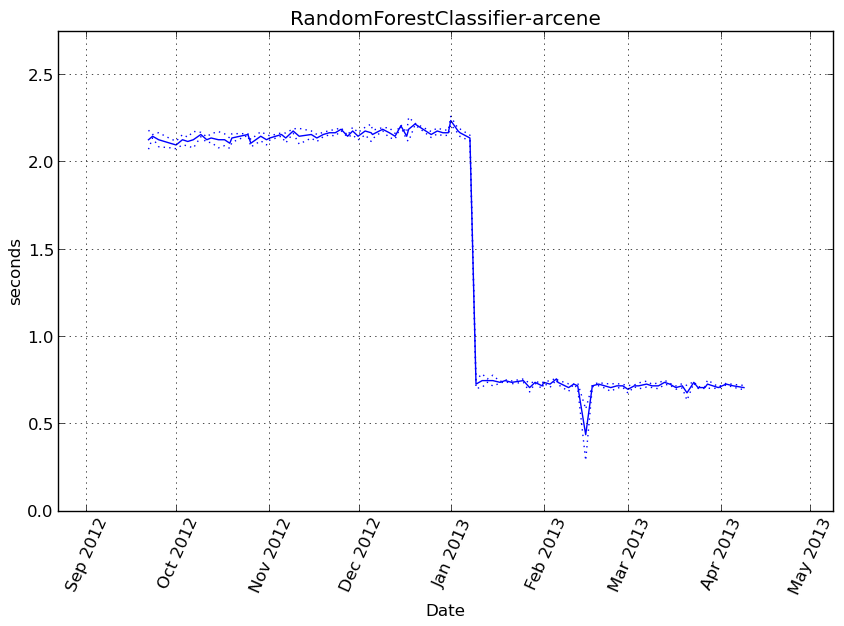 RandomForestClassifier-arcene
2.5
2.0
1.5
1.0
0.5
0.0
seconds
Sep 2012
Oct 2012
Nov 2012
Dec 2012
Jan 2013
Feb 2013
Mar 2013
Apr 2013
May 2013
Date